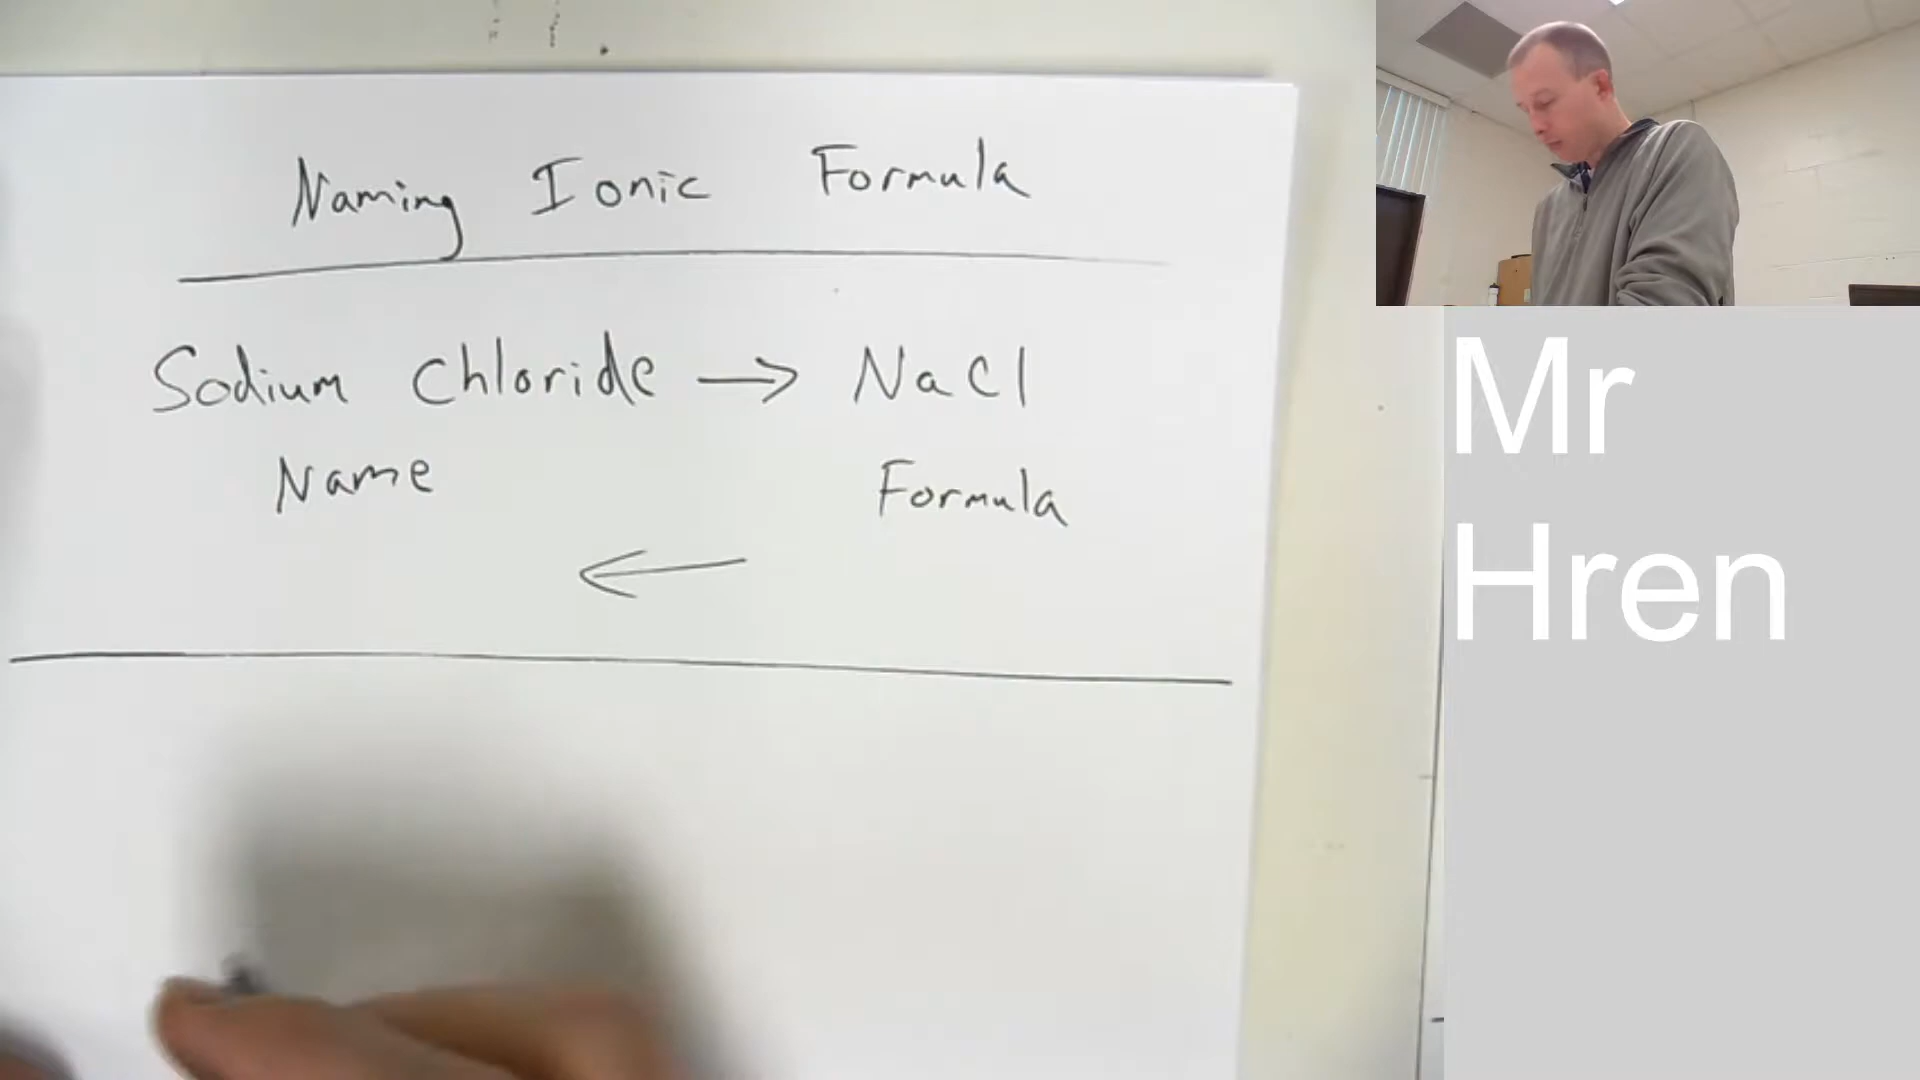 Naming Ionic Formula
Sodium Chloride → NaCl
Name Formula
←
Mr
Hren